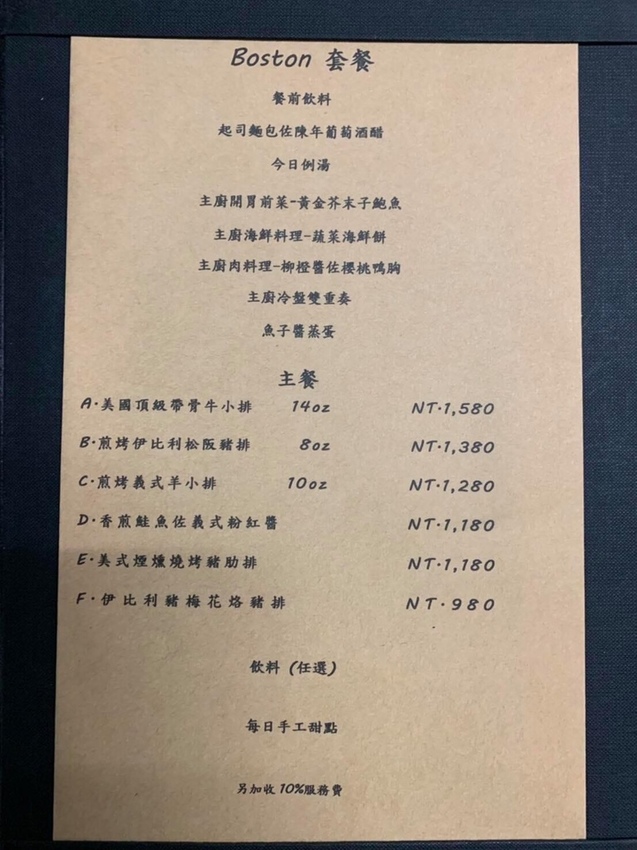 Boston 套餐
餐前飲料
起司麵包佐陳年葡萄酒醋
今日例湯
主廚開胃前菜-黃金芥末子鮑魚
主廚海鮮料理-蔬菜海鮮餅
主廚肉料理-柳橙醬佐櫻桃鴨胸
主廚冷盤雙重奏
魚子醬蒸蛋
主餐
A·美國頂級帶骨牛小排 14oz NT·1,580
B·煎烤伊比利松阪豬排 8oz NT·1,380
C·煎烤義式羊小排 10oz NT·1,280
D·香煎鮭魚佐義式粉紅醬 NT·1,180
E·美式煙燻燒烤豬肋排 NT·1,180
F·伊比利豬梅花烙豬排 NT·980
飲料 (任選)
每日手工甜點
另加收 10%服務費